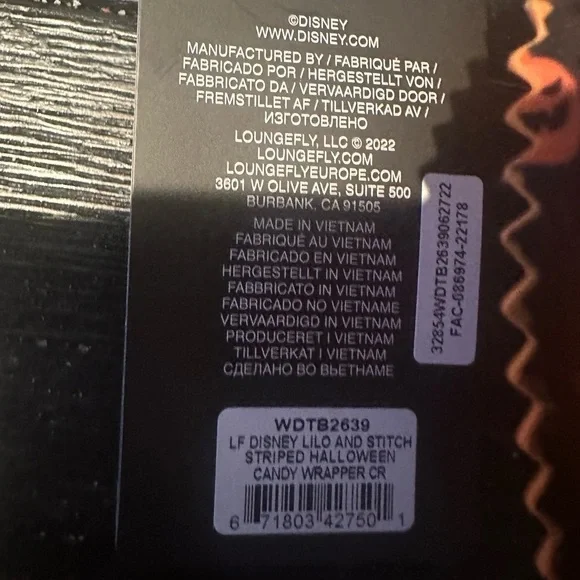 ©DISNEY
WWW.DISNEY.COM
MANUFACTURED BY / FABRIQUÉ PAR /
FABRICADO POR / HERGESTELLT VON /
FABBRICATO DA / VERVAARDIGD DOOR /
FREMSTILLET AF / TILLVERKAD AV /
ИЗГОТОВЛЕНО
LOUNGEFLY, LLC © 2022
LOUNGEFLY.COM
LOUNGEFLYEUROPE.COM
3601 W OLIVE AVE, SUITE 500
BURBANK, CA 91505
MADE IN VIETNAM
FABRIQUÉ AU VIETNAM
FABRICADO EN VIETNAM
HERGESTELLT IN VIETNAM
FABBRICATO IN VIETNAM
FABRICADO NO VIETNAME
VERVAARDIGD IN VIETNAM
PRODUCERET I VIETNAM
TILLVERKAT I VIETNAM
СДЕЛАНО ВО ВЬЕТНАМЕ
32854WDTB2639062722
FAC-086974-22178
WDTB2639
LF DISNEY LILO AND STITCH
STRIPED HALLOWEEN
CANDY WRAPPER CR
6 71803 42750 1